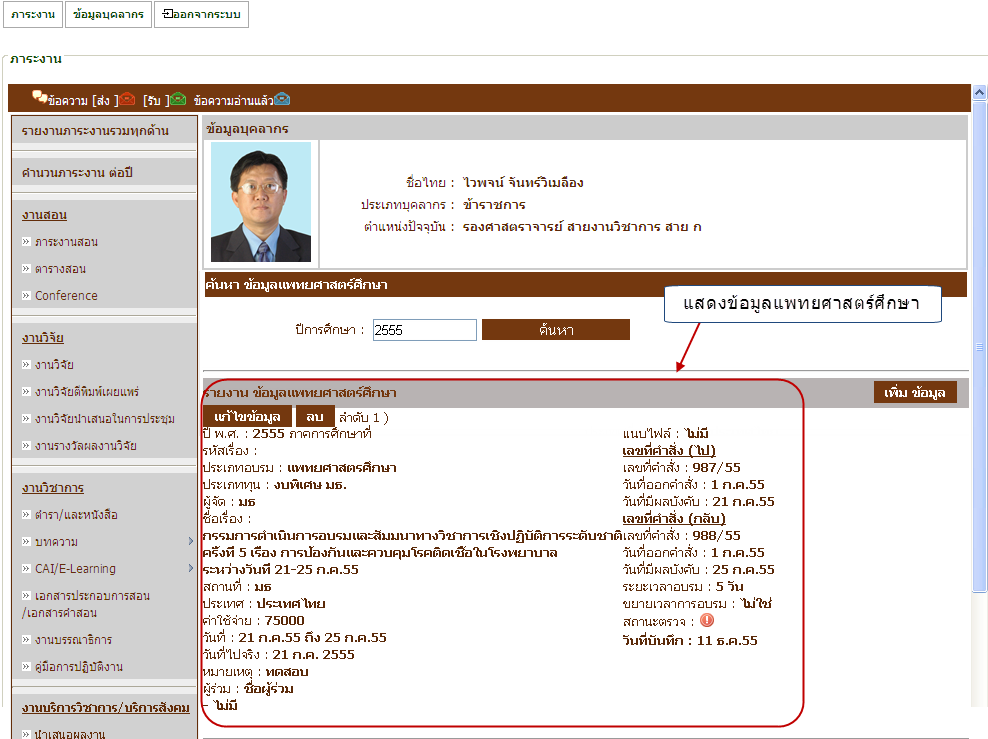 ภาระงาน ข้อมูลบุคลากร ออกจากระบบ
ภาระงาน
ข้อความ [ส่ง ] [รับ ] ข้อความอ่านแล้ว
รายงานภาระงานรวมทุกด้าน
คำนวนภาระงาน ต่อปี
งานสอน
» ภาระงานสอน
» ตารางสอน
» Conference
งานวิจัย
» งานวิจัย
» งานวิจัยตีพิมพ์เผยแพร่
» งานวิจัยนำเสนอในการประชุม
» งานรางวัลผลงานวิจัย
งานวิชาการ
» ตำรา/และหนังสือ
» บทความ
» CAI/E-Learning
» เอกสารประกอบการสอน
/เอกสารคำสอน
» งานบรรณาธิการ
» คู่มือการปฏิบัติงาน
งานบริการวิชาการ/บริการสังคม
» นำเสนอผลงาน
ข้อมูลบุคลากร
ชื่อไทย : ไวพจน์ จันทร์วิเมลือง
ประเภทบุคลากร : ข้าราชการ
ตำแหน่งปัจจุบัน : รองศาสตราจารย์ สายงานวิชาการ สาย ก
ค้นหา ข้อมูลแพทยศาสตร์ศึกษา
แสดงข้อมูลแพทยศาสตร์ศึกษา
ปีการศึกษา : 2555 ค้นหา
รายงาน ข้อมูลแพทยศาสตร์ศึกษา เพิ่ม ข้อมูล
แก้ไขข้อมูล ลบ ลำดับ 1 )
ปี พ.ศ. : 2555 ภาคการศึกษาที่
รหัสเรื่อง :
ประเภทอบรม : แพทยศาสตรศึกษา
ประเภททุน : งบพิเศษ มธ.
ผู้จัด : มธ
ชื่อเรื่อง :
กรรมการดำเนินการอบรมและสัมมนาทางวิชาการเชิงปฏิบัติการระดับชาติ
ครั้งที่ 5 เรื่อง การป้องกันและควบคุมโรคติดเชื้อในโรงพยาบาล
ระหว่างวันที่ 21-25 ก.ค.55
สถานที่ : มธ
ประเทศ : ประเทศไทย
ค่าใช้จ่าย : 75000
วันที่ : 21 ก.ค.55 ถึง 25 ก.ค.55
วันที่ไปจริง : 21 ก.ค. 2555
หมายเหตุ : ทดสอบ
ผู้ร่วม : ชื่อผู้ร่วม
- ไม่มี
แนบไฟล์ : ไม่มี
เลขที่คำสั่ง (ไป)
เลขที่คำสั่ง : 987/55
วันที่ออกคำสั่ง : 1 ก.ค.55
วันที่มีผลบังคับ : 21 ก.ค.55
เลขที่คำสั่ง (กลับ)
เลขที่คำสั่ง : 988/55
วันที่ออกคำสั่ง : 1 ก.ค.55
วันที่มีผลบังคับ : 25 ก.ค.55
ระยะเวลาอบรม : 5 วัน
ขยายเวลาการอบรม : ไม่ใช่
สถานะตรวจ :
วันที่บันทึก : 11 ธ.ค.55